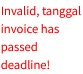 Invalid, tanggal
invoice has
passed
deadline!